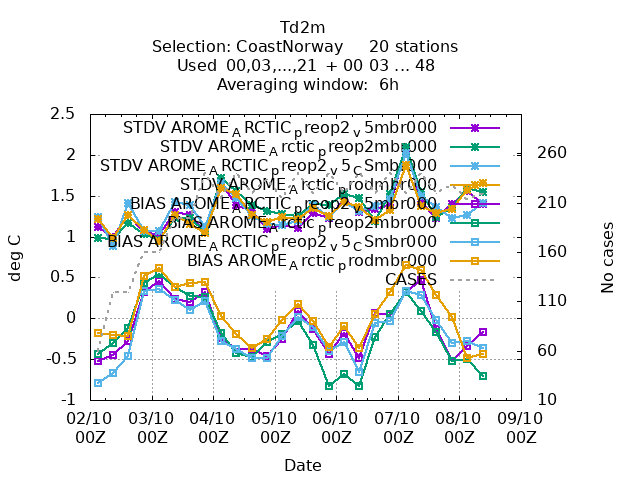 Td2m
Selection: CoastNorway 20 stations
Used 00,03,...,21 + 00 03 ... 48
Averaging window: 6h
STDV AROME_ARCTIC_preop2_v5mbr000
STDV AROME_Arctic_preop2mbr000
STDV AROME_ARCTIC_preop2_v5_CSmbr000
STDV AROME_Arctic_prodmbr000
BIAS AROME_ARCTIC_preop2_v5mbr000
BIAS AROME_Arctic_preop2mbr000
BIAS AROME_ARCTIC_preop2_v5_CSmbr000
BIAS AROME_Arctic_prodmbr000
CASES
2.5
2
1.5
1
0.5
0
-0.5
-1
deg C
260
210
160
110
60
10
No cases
02/10 03/10 04/10 05/10 06/10 07/10 08/10 09/10
00Z 00Z 00Z 00Z 00Z 00Z 00Z 00Z
Date